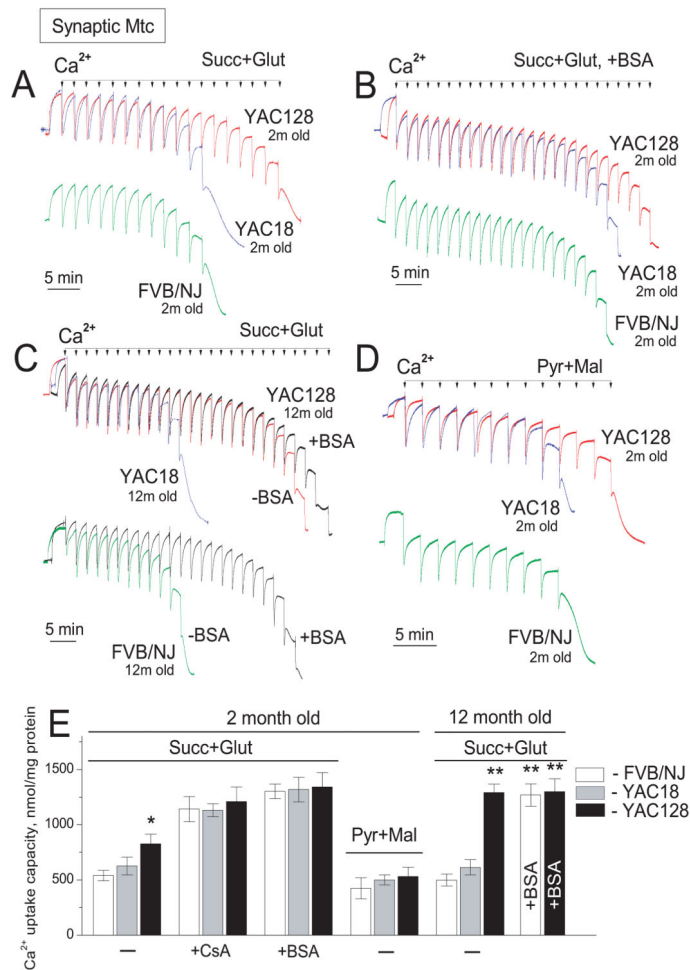 Synaptic Mtc
A
Ca2+
Succ+Glut
YAC128
2m old
YAC18
2m old
FVB/NJ
2m old
5 min
B
Ca2+
Succ+Glut, +BSA
YAC128
2m old
YAC18
2m old
FVB/NJ
2m old
5 min
C
Ca2+
Succ+Glut
YAC128
12m old
+BSA
YAC18
12m old
-BSA
5 min
FVB/NJ
12m old
-BSA
+BSA
D
Ca2+
Pyr+Mal
YAC128
2m old
YAC18
2m old
5 min
FVB/NJ
2m old
E
2 month old
12 month old
Succ+Glut
Succ+Glut
Pyr+Mal
- FVB/NJ
- YAC18
- YAC128
Ca2+ uptake capacity, nmol/mg protein
1500
1000
500
0
*
**
**
**
+BSA
+BSA
—
+CsA
+BSA
—
—